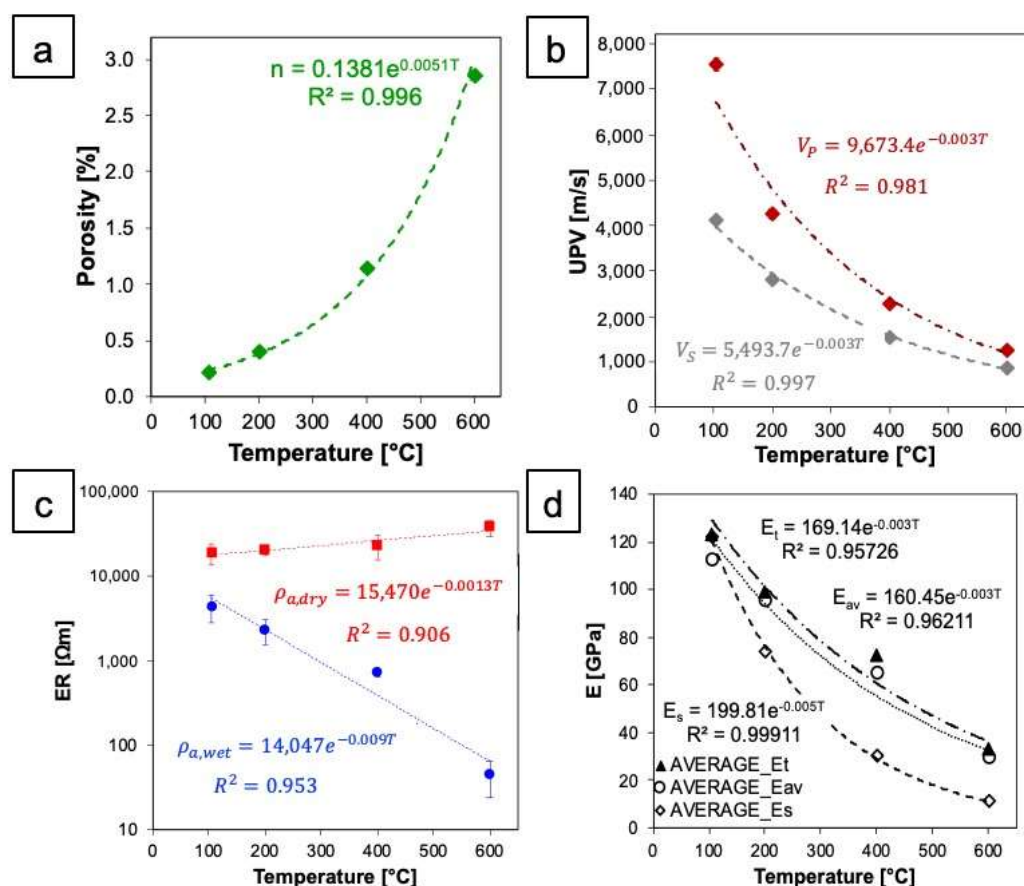 a
3.0
2.5
2.0
1.5
1.0
0.5
0.0
Porosity [%]
n = 0.1381e^0.0051T
R² = 0.996
0 100 200 300 400 500 600
Temperature [°C]
b
8,000
7,000
6,000
5,000
4,000
3,000
2,000
1,000
0
UPV [m/s]
V_P = 9,673.4e^−0.003T
R² = 0.981
V_S = 5,493.7e^−0.003T
R² = 0.997
0 100 200 300 400 500 600
Temperature [°C]
c
100,000
10,000
1,000
100
10
ER [Ωm]
ρ_a,dry = 15,470e^−0.0013T
R² = 0.906
ρ_a,wet = 14,047e^−0.009T
R² = 0.953
0 100 200 300 400 500 600
Temperature [°C]
d
140
120
100
80
60
40
20
0
E [GPa]
E_t = 169.14e^-0.003T
R² = 0.95726
E_av = 160.45e^-0.003T
R² = 0.96211
E_s = 199.81e^-0.005T
R² = 0.99911
AVERAGE_Et
AVERAGE_Eav
AVERAGE_Es
0 100 200 300 400 500 600
Temperature [°C]